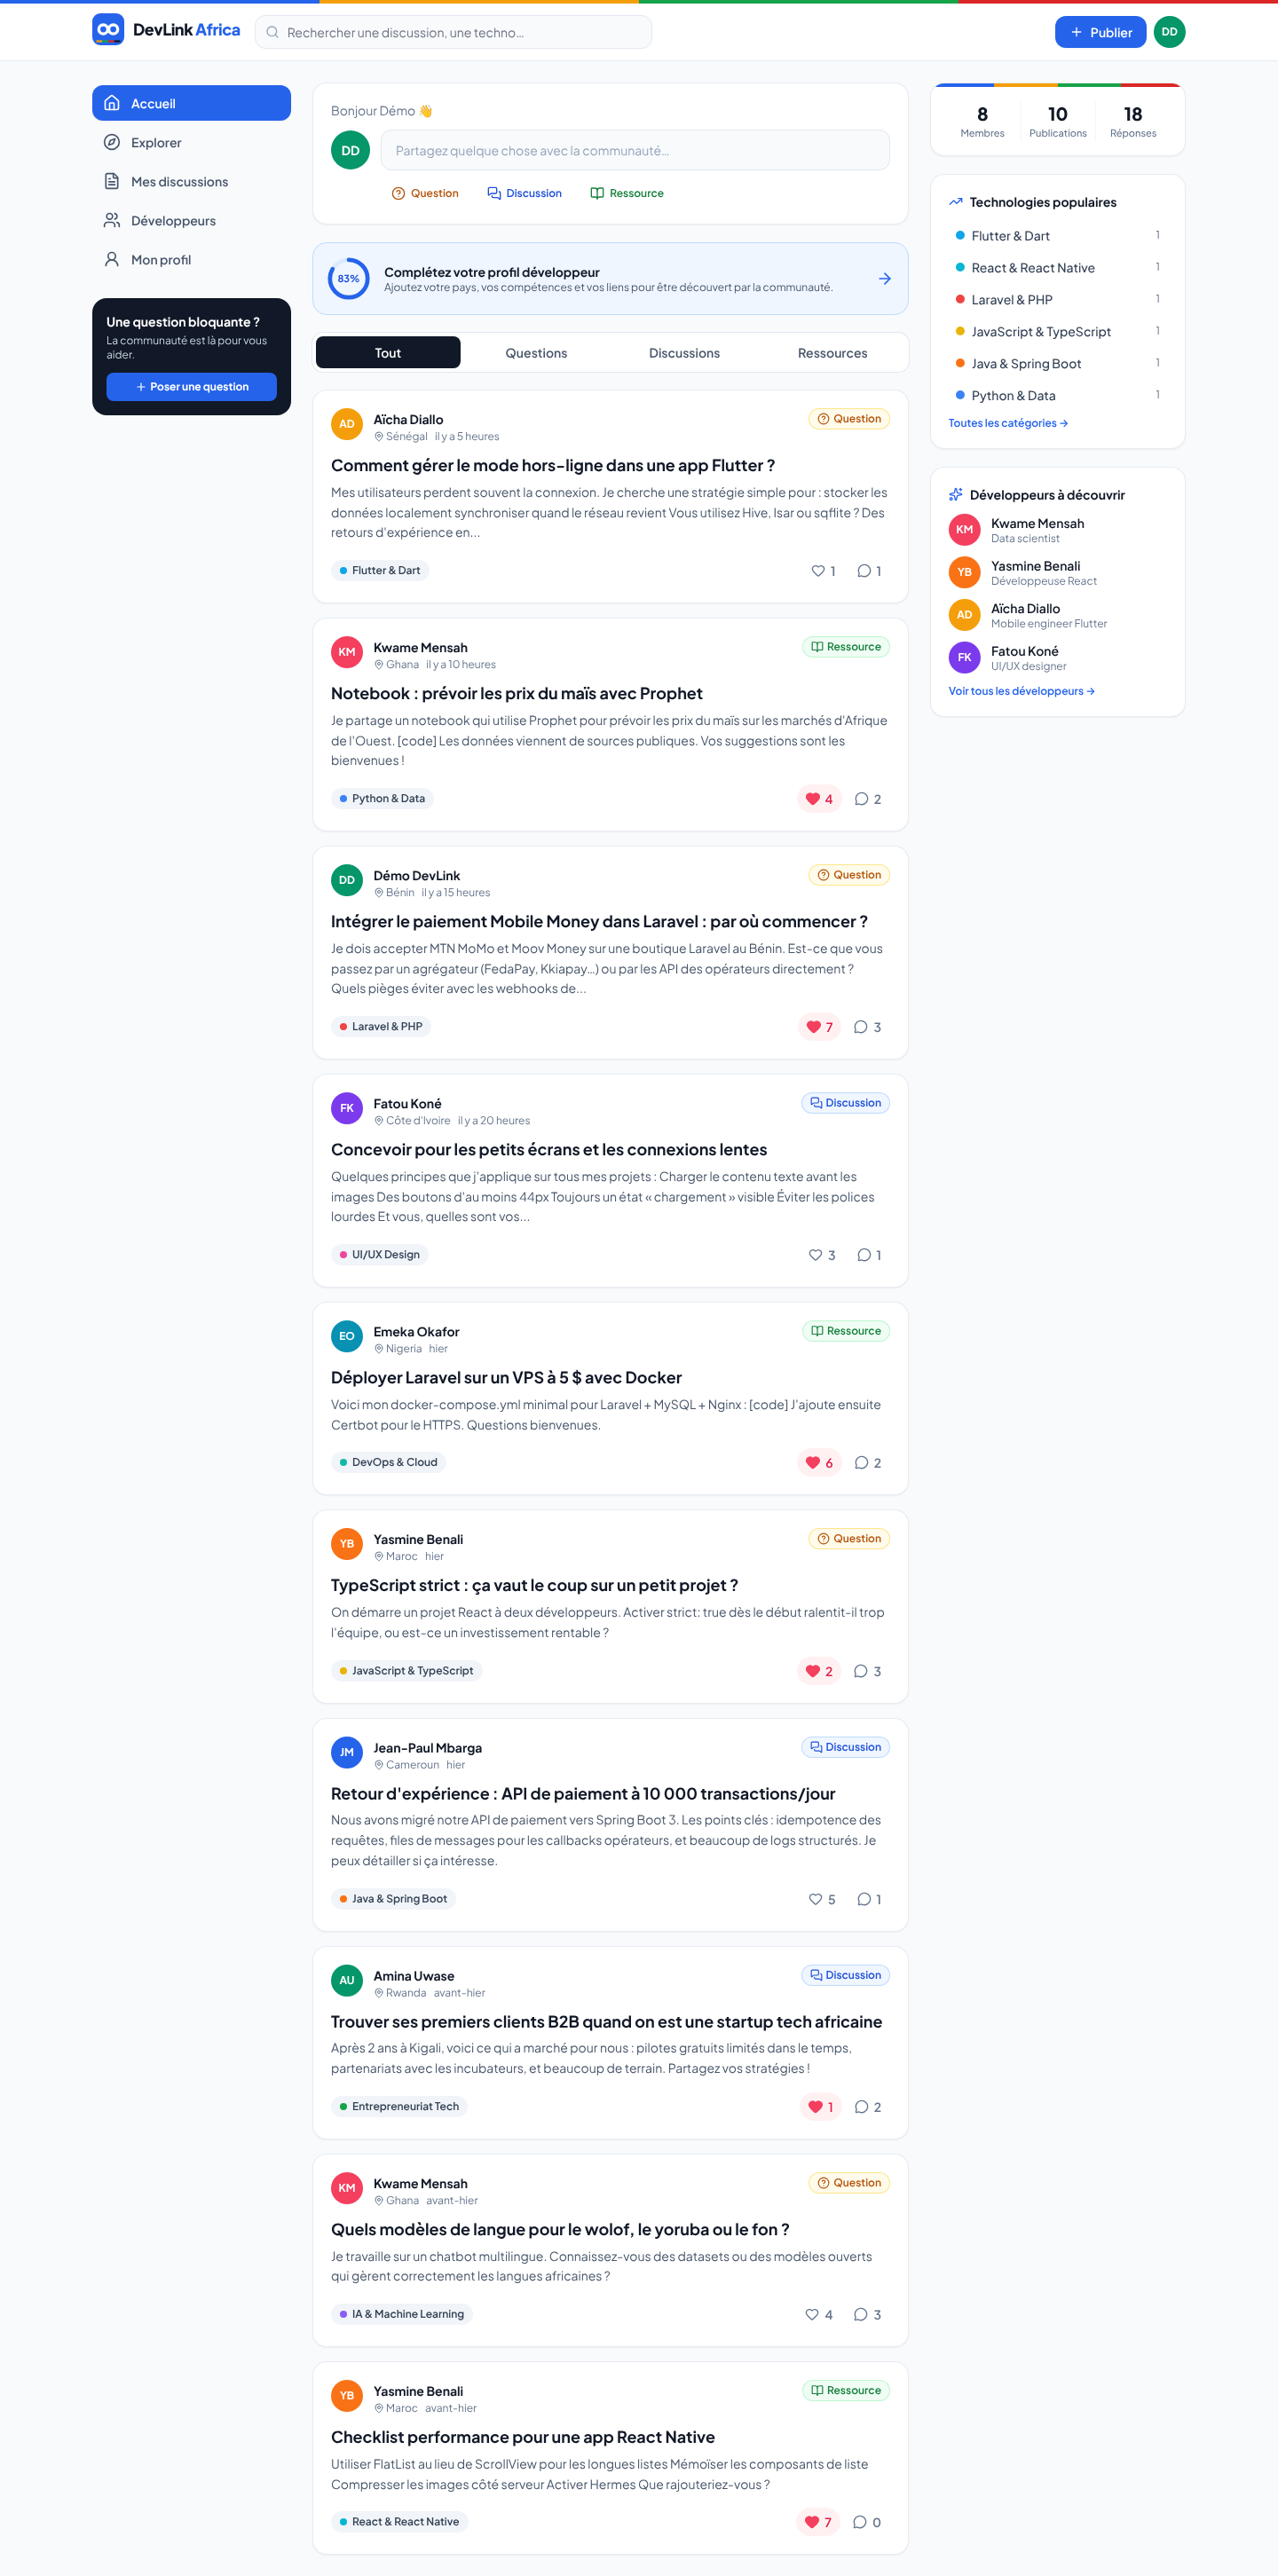 DevLink Africa
Rechercher une discussion, une techno...
+ Publier
DD
Accueil
Explorer
Mes discussions
Développeurs
Mon profil
Une question bloquante ?
La communauté est là pour vous
aider.
+ Poser une question
Bonjour Démo 👋
DD
Partagez quelque chose avec la communauté...
Question
Discussion
Ressource
83%
Complétez votre profil développeur
Ajoutez votre pays, vos compétences et vos liens pour être découvert par la communauté.
Tout
Questions
Discussions
Ressources
AD
Aïcha Diallo
Sénégal il y a 5 heures
Question
Comment gérer le mode hors-ligne dans une app Flutter ?
Mes utilisateurs perdent souvent la connexion. Je cherche une stratégie simple pour : stocker les
données localement synchroniser quand le réseau revient Vous utilisez Hive, Isar ou sqflite ? Des
retours d'expérience en...
Flutter & Dart
1
1
KM
Kwame Mensah
Ghana il y a 10 heures
Ressource
Notebook : prévoir les prix du maïs avec Prophet
Je partage un notebook qui utilise Prophet pour prévoir les prix du maïs sur les marchés d'Afrique
de l'Ouest. [code] Les données viennent de sources publiques. Vos suggestions sont les
bienvenues !
Python & Data
4
2
DD
Démo DevLink
Bénin il y a 15 heures
Question
Intégrer le paiement Mobile Money dans Laravel : par où commencer ?
Je dois accepter MTN MoMo et Moov Money sur une boutique Laravel au Bénin. Est-ce que vous
passez par un agrégateur (FedaPay, Kkiapay...) ou par les API des opérateurs directement ?
Quels pièges éviter avec les webhooks de...
Laravel & PHP
7
3
FK
Fatou Koné
Côte d'Ivoire il y a 20 heures
Discussion
Concevoir pour les petits écrans et les connexions lentes
Quelques principes que j'applique sur tous mes projets : Charger le contenu texte avant les
images Des boutons d'au moins 44px Toujours un état « chargement » visible Éviter les polices
lourdes Et vous, quelles sont vos...
UI/UX Design
3
1
EO
Emeka Okafor
Nigeria hier
Ressource
Déployer Laravel sur un VPS à 5 $ avec Docker
Voici mon docker-compose.yml minimal pour Laravel + MySQL + Nginx : [code] J'ajoute ensuite
Certbot pour le HTTPS. Questions bienvenues.
DevOps & Cloud
6
2
YB
Yasmine Benali
Maroc hier
Question
TypeScript strict : ça vaut le coup sur un petit projet ?
On démarre un projet React à deux développeurs. Activer strict: true dès le début ralentit-il trop
l'équipe, ou est-ce un investissement rentable ?
JavaScript & TypeScript
2
3
JM
Jean-Paul Mbarga
Cameroun hier
Discussion
Retour d'expérience : API de paiement à 10 000 transactions/jour
Nous avons migré notre API de paiement vers Spring Boot 3. Les points clés : idempotence des
requêtes, files de messages pour les callbacks opérateurs, et beaucoup de logs structurés. Je
peux détailler si ça intéresse.
Java & Spring Boot
5
1
AU
Amina Uwase
Rwanda avant-hier
Discussion
Trouver ses premiers clients B2B quand on est une startup tech africaine
Après 2 ans à Kigali, voici ce qui a marché pour nous : pilotes gratuits limités dans le temps,
partenariats avec les incubateurs, et beaucoup de terrain. Partagez vos stratégies !
Entrepreneuriat Tech
1
2
KM
Kwame Mensah
Ghana avant-hier
Question
Quels modèles de langue pour le wolof, le yoruba ou le fon ?
Je travaille sur un chatbot multilingue. Connaissez-vous des datasets ou des modèles ouverts
qui gèrent correctement les langues africaines ?
IA & Machine Learning
4
3
YB
Yasmine Benali
Maroc avant-hier
Ressource
Checklist performance pour une app React Native
Utiliser FlatList au lieu de ScrollView pour les longues listes Mémoïser les composants de liste
Compresser les images côté serveur Activer Hermes Que rajouteriez-vous ?
React & React Native
7
0
8
Membres
10
Publications
18
Réponses
Technologies populaires
Flutter & Dart 1
React & React Native 1
Laravel & PHP 1
JavaScript & TypeScript 1
Java & Spring Boot 1
Python & Data 1
Toutes les catégories →
Développeurs à découvrir
KM
Kwame Mensah
Data scientist
YB
Yasmine Benali
Développeuse React
AD
Aïcha Diallo
Mobile engineer Flutter
FK
Fatou Koné
UI/UX designer
Voir tous les développeurs →